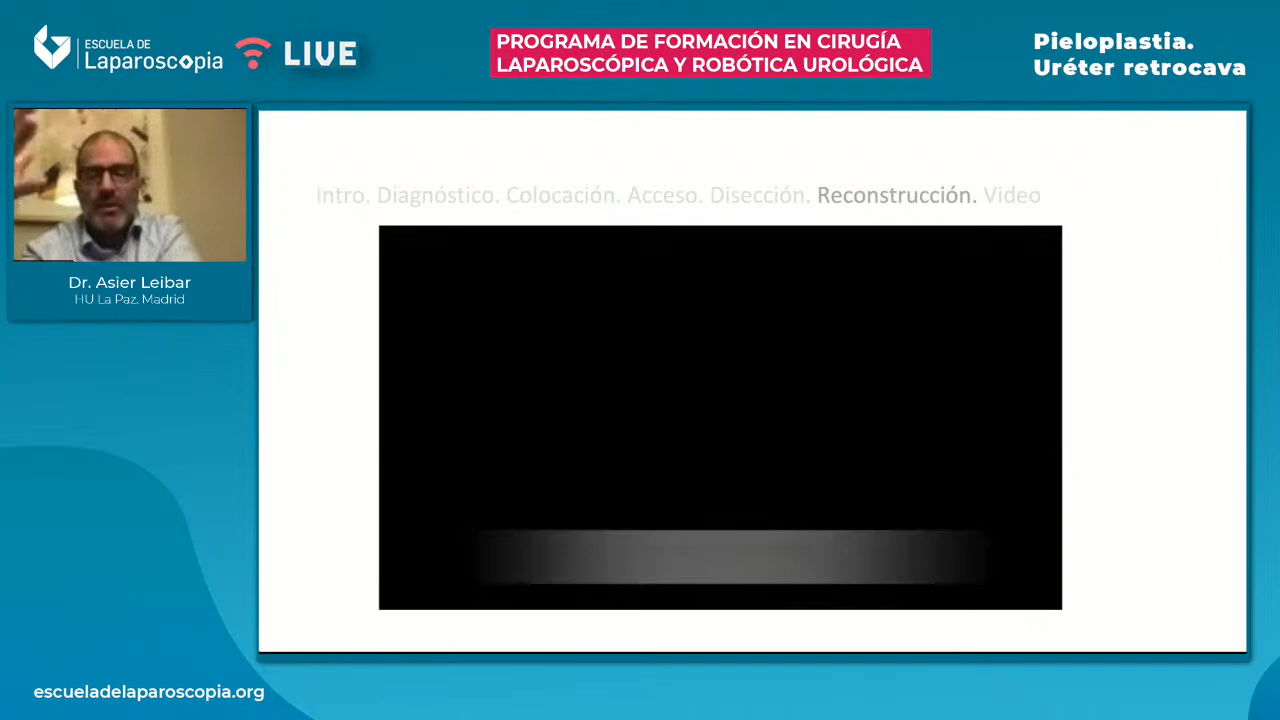 ESCUELA DE
Laparoscopia
LIVE
PROGRAMA DE FORMACIÓN EN CIRUGÍA
LAPAROSCÓPICA Y ROBÓTICA UROLÓGICA
Pieloplastia.
Uréter retrocava
Intro. Diagnóstico. Colocación. Acceso. Disección. Reconstrucción. Video
Dr. Asier Leibar
HU La Paz. Madrid
escueladelaparoscopia.org